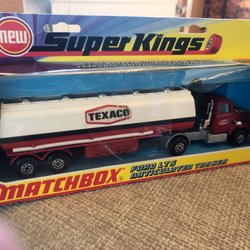 new
Super Kings
TEXACO
MATCHBOX
FORD LTS
ARTICULATED TANKER